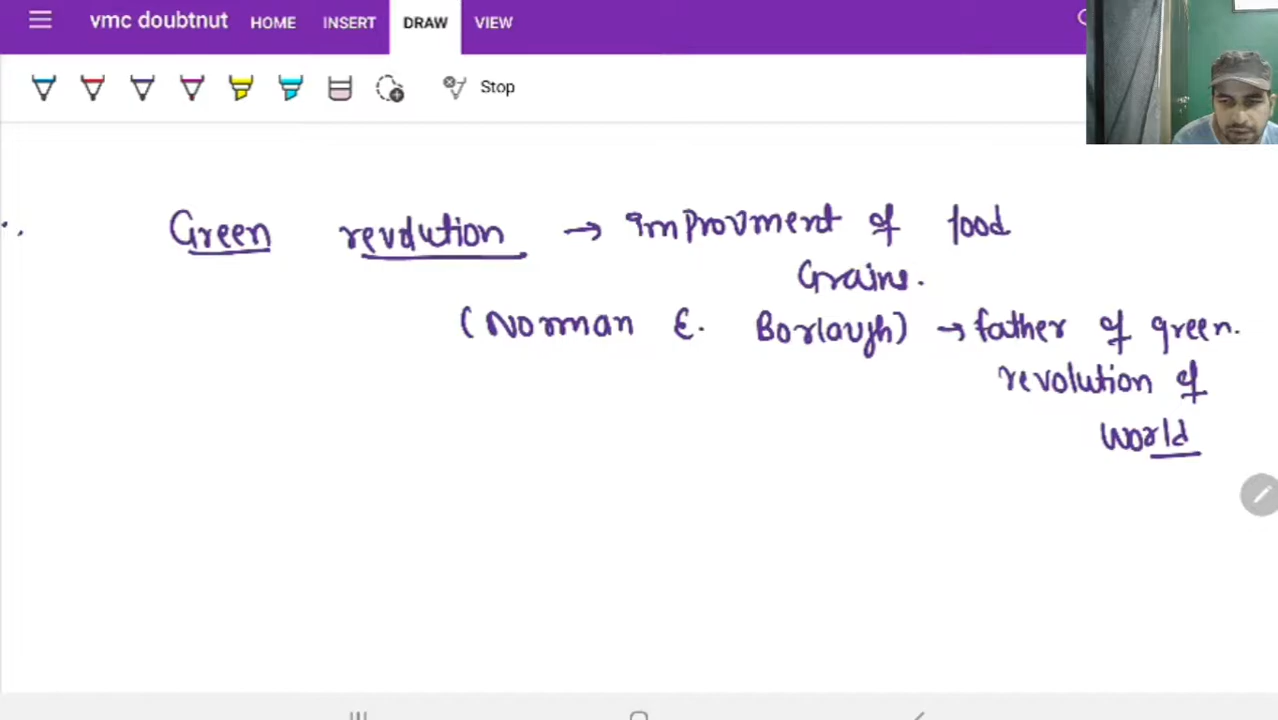 vmc doubtnut HOME INSERT DRAW VIEW
Stop
Green revolution → improvment of food
Grains.
(Norman E. Borlaugh) → father of green.
revolution of
world